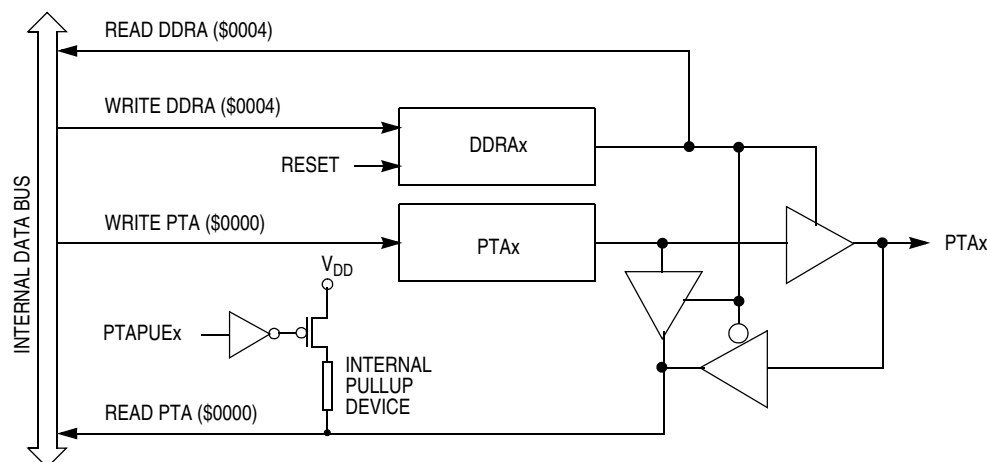 READ DDRA ($0004)
WRITE DDRA ($0004)
RESET
DDRAx
INTERNAL DATA BUS
WRITE PTA ($0000)
PTAx
PTAx
VDD
PTAPUEx
INTERNAL
PULLUP
DEVICE
READ PTA ($0000)